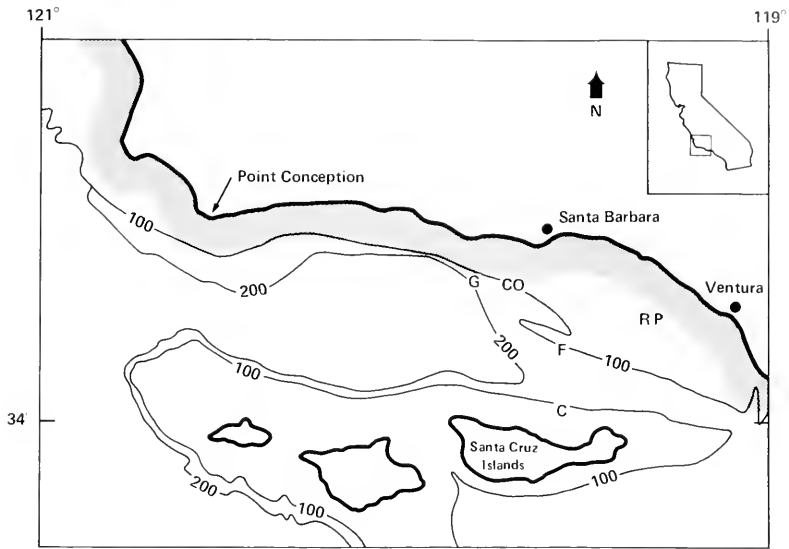 121°
119°
N
Point Conception
Santa Barbara
100
Ventura
200
G
CO
R P
200
F
100
100
C
34'
Santa Cruz
Islands
100
200
100